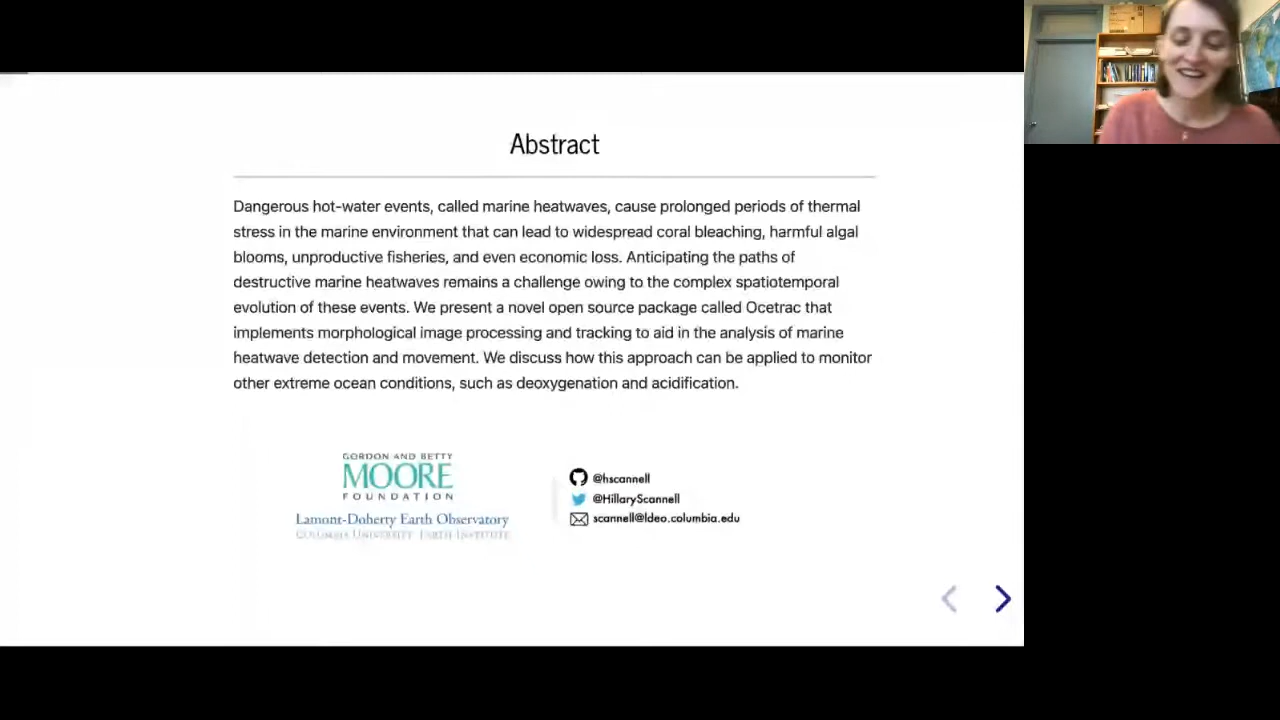 Abstract
Dangerous hot-water events, called marine heatwaves, cause prolonged periods of thermal
stress in the marine environment that can lead to widespread coral bleaching, harmful algal
blooms, unproductive fisheries, and even economic loss. Anticipating the paths of
destructive marine heatwaves remains a challenge owing to the complex spatiotemporal
evolution of these events. We present a novel open source package called Ocetrac that
implements morphological image processing and tracking to aid in the analysis of marine
heatwave detection and movement. We discuss how this approach can be applied to monitor
other extreme ocean conditions, such as deoxygenation and acidification.
GORDON AND BETTY
MOORE
FOUNDATION
Lamont-Doherty Earth Observatory
COLUMBIA UNIVERSITY EARTH INSTITUTE
@hscannell
@HillaryScannell
scannell@ldeo.columbia.edu